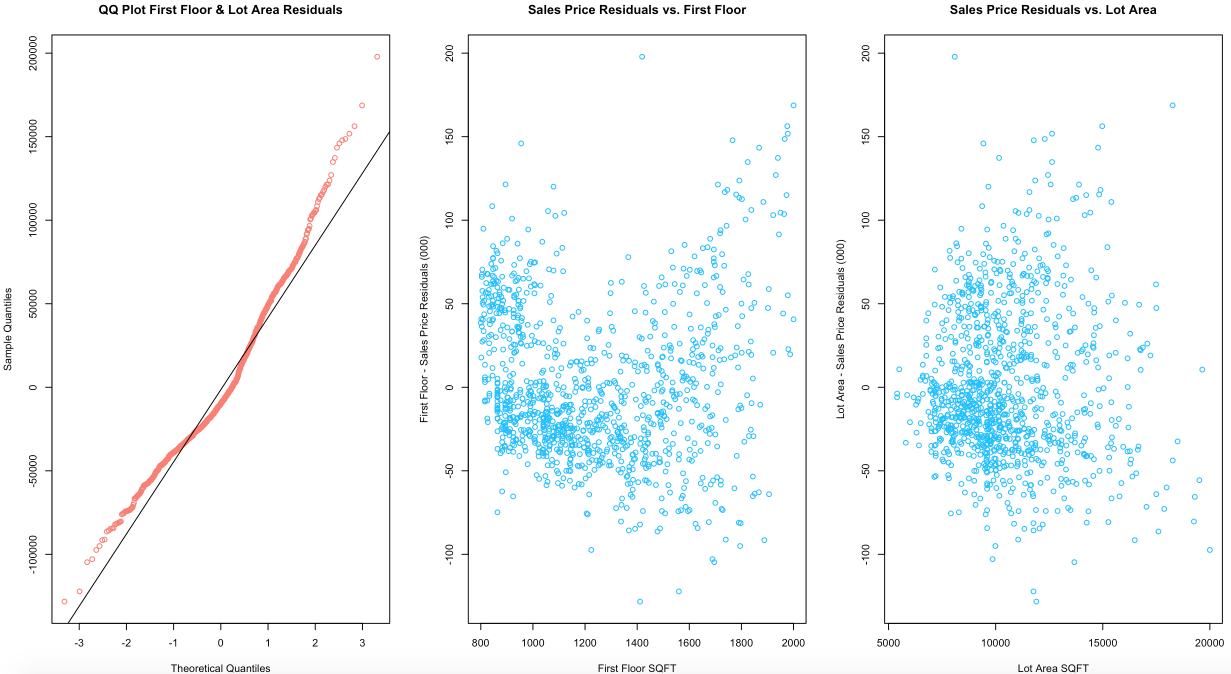 QQ Plot First Floor & Lot Area Residuals
Sample Quantiles
200000
150000
100000
50000
0
-50000
-100000
-3 -2 -1 0 1 2 3
Theoretical Quantiles
Sales Price Residuals vs. First Floor
First Floor - Sales Price Residuals (000)
200
150
100
50
0
-50
-100
800 1000 1200 1400 1600 1800 2000
First Floor SQFT
Sales Price Residuals vs. Lot Area
Lot Area - Sales Price Residuals (000)
200
150
100
50
0
-50
-100
5000 10000 15000 20000
Lot Area SQFT